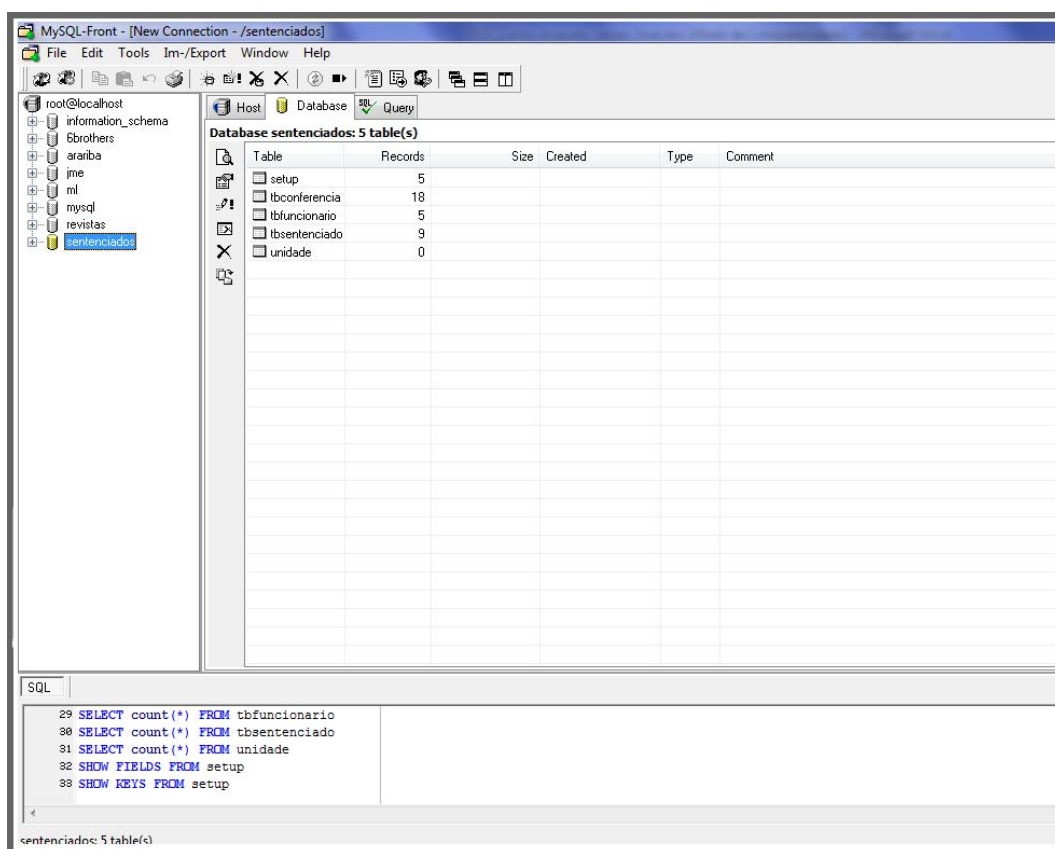 MySQL-Front - [New Connection - /sentenciados]
File Edit Tools Im-/Export Window Help
root@localhost
information_schema
6brothers
arariba
jme
ml
mysql
revistas
sentenciados
Host Database SQL Query
Database sentenciados: 5 table(s)
Table Records Size Created Type Comment
setup 5
tbconferencia 18
tbfuncionario 5
tbsentenciado 9
unidade 0
SQL
29 SELECT count(*) FROM tbfuncionario
30 SELECT count(*) FROM tbsentenciado
31 SELECT count(*) FROM unidade
32 SHOW FIELDS FROM setup
33 SHOW KEYS FROM setup
sentenciados: 5 table(s)